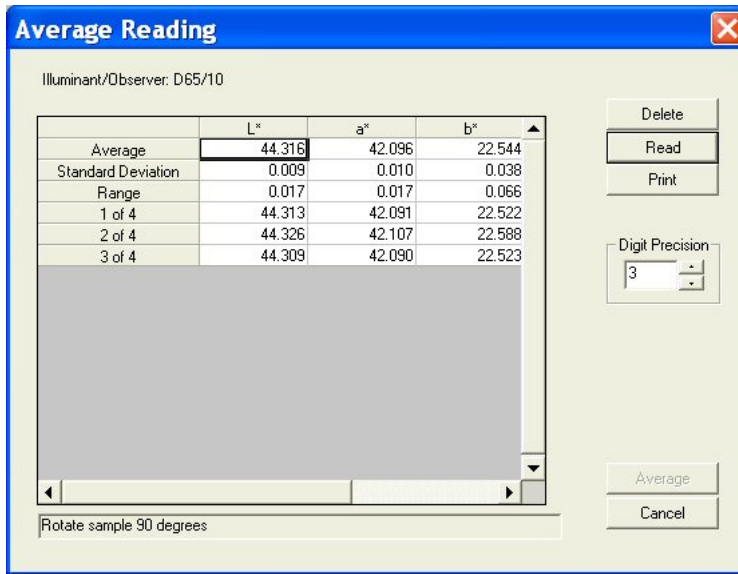 Average Reading
Illuminant/Observer: D65/10
L* a* b*
Average 44.316 42.096 22.544
Standard Deviation 0.009 0.010 0.038
Range 0.017 0.017 0.066
1 of 4 44.313 42.091 22.522
2 of 4 44.326 42.107 22.588
3 of 4 44.309 42.090 22.523
Delete
Read
Print
Digit Precision
3
Average
Cancel
Rotate sample 90 degrees